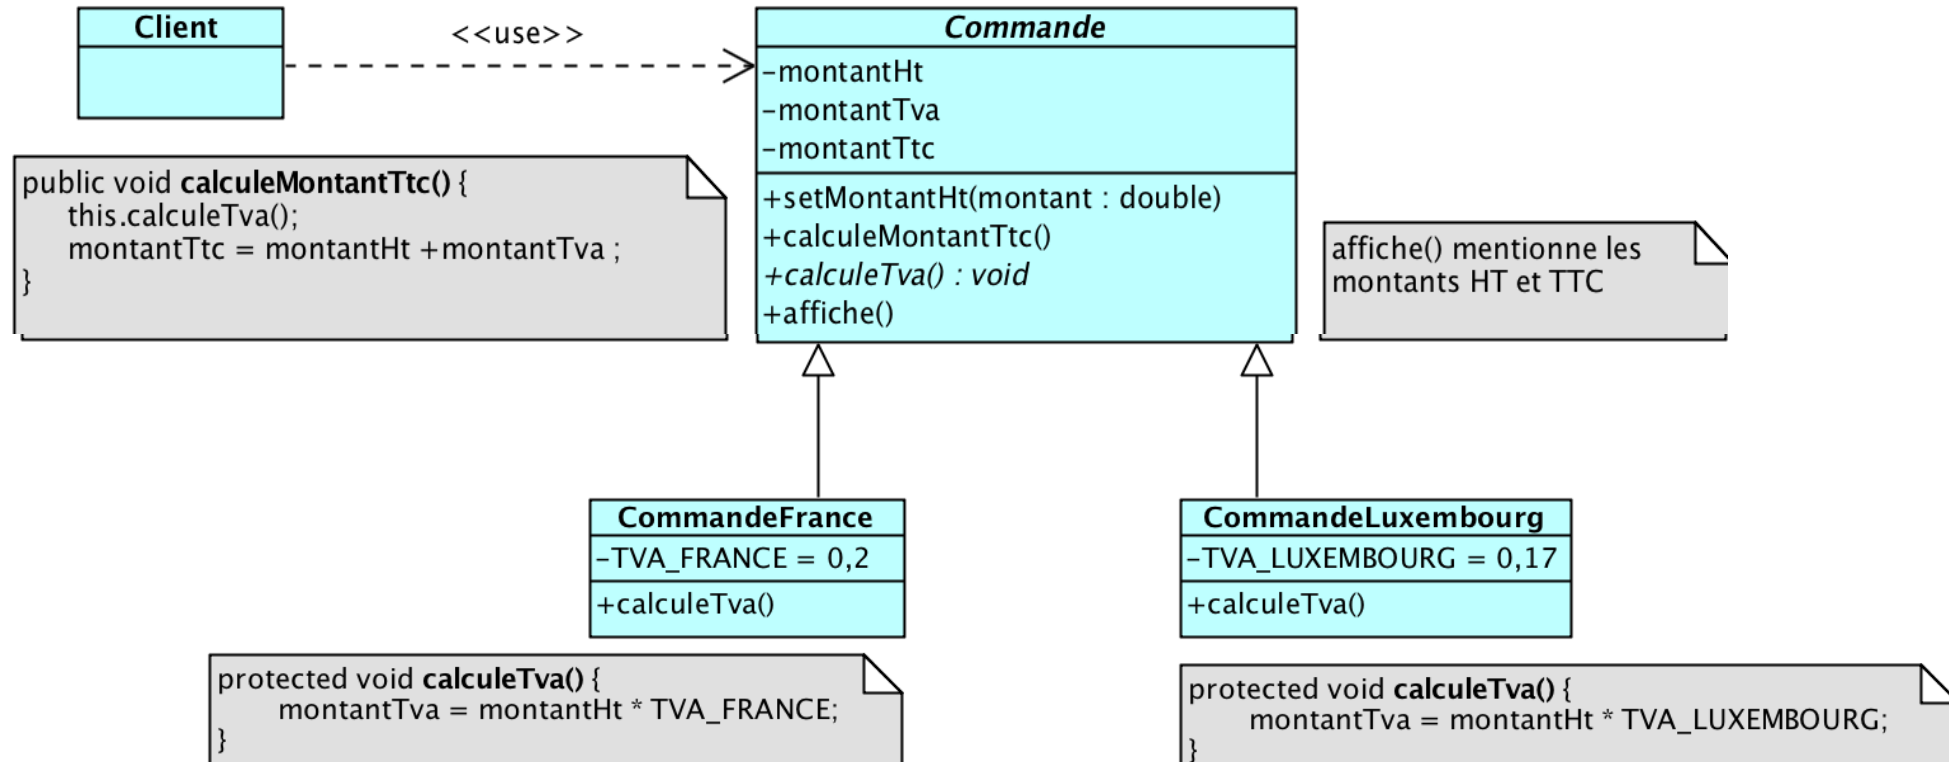 Client
<<use>>
Commande
-montantHt
-montantTva
-montantTtc
+setMontantHt(montant : double)
+calculeMontantTtc()
+calculeTva() : void
+affiche()
public void calculeMontantTtc() {
this.calculeTva();
montantTtc = montantHt +montantTva ;
}
affiche() mentionne les
montants HT et TTC
CommandeFrance
-TVA_FRANCE = 0,2
+calculeTva()
CommandeLuxembourg
-TVA_LUXEMBOURG = 0,17
+calculeTva()
protected void calculeTva() {
montantTva = montantHt * TVA_FRANCE;
}
protected void calculeTva() {
montantTva = montantHt * TVA_LUXEMBOURG;
}